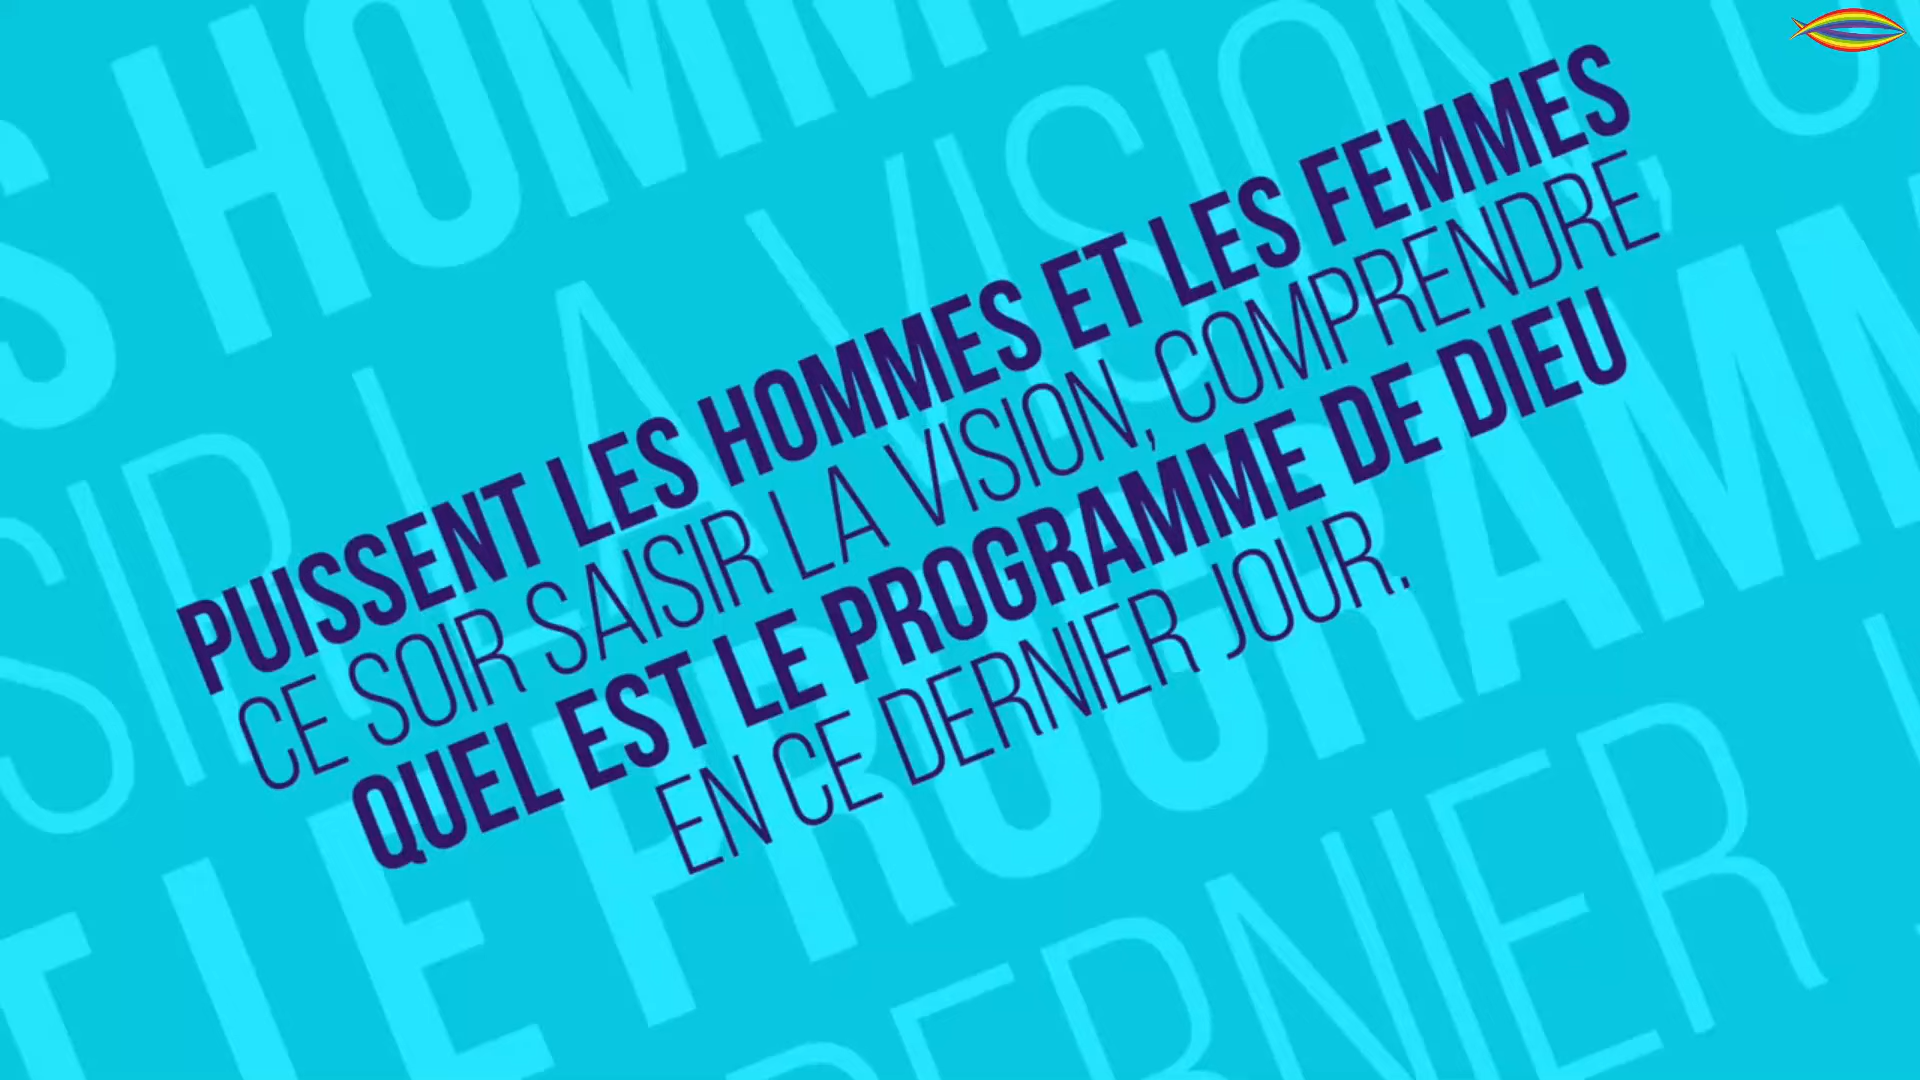 PUISSENT LES HOMMES ET LES FEMMES
CE SOIR SAISIR LA VISION, COMPRENDRE
QUEL EST LE PROGRAMME DE DIEU
EN CE DERNIER JOUR.